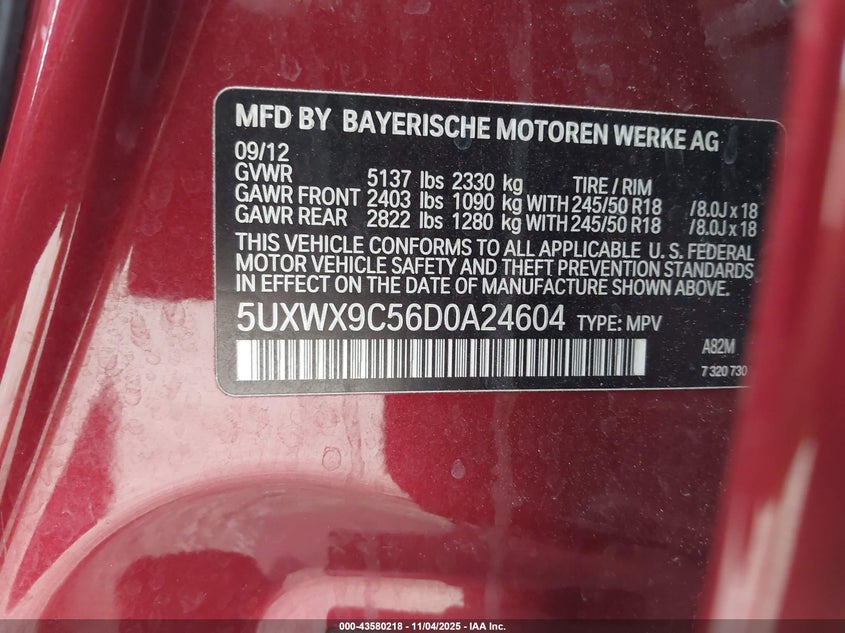 MFD BY BAYERISCHE MOTOREN WERKE AG
09/12
GVWR 5137 lbs 2330 kg TIRE / RIM
GAWR FRONT 2403 lbs 1090 kg WITH 245/50 R18 /8.0J x 18
GAWR REAR 2822 lbs 1280 kg WITH 245/50 R18 /8.0J x 18
THIS VEHICLE CONFORMS TO ALL APPLICABLE U. S. FEDERAL
MOTOR VEHICLE SAFETY AND THEFT PREVENTION STANDARDS
IN EFFECT ON THE DATE OF MANUFACTURE SHOWN ABOVE.
5UXWX9C56D0A24604 TYPE: MPV
A82M
7 320 730
000-43580218 - 11/04/2025 - IAA Inc.